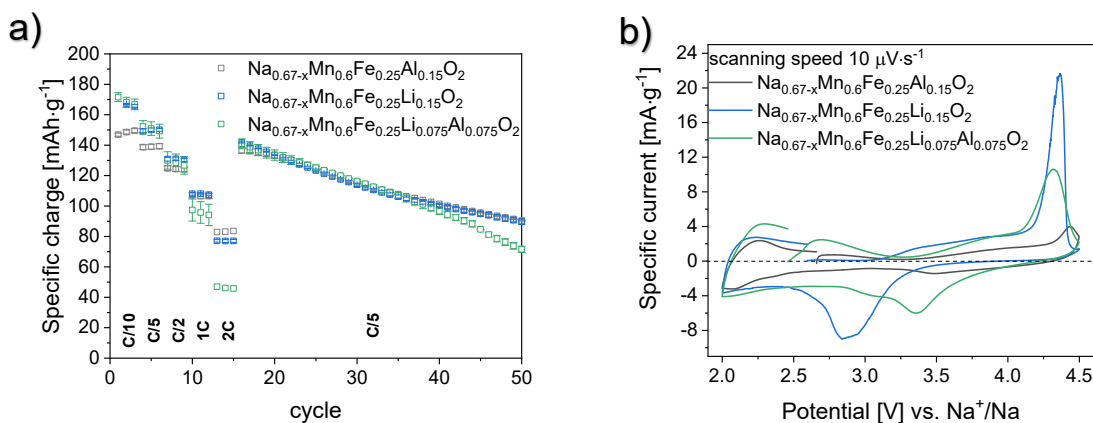 a)
Specific charge [mAh·g⁻¹]
200
180
160
140
120
100
80
60
40
20
0
Na₀.₆₇₋ₓMn₀.₆Fe₀.₂₅Al₀.₁₅O₂
Na₀.₆₇₋ₓMn₀.₆Fe₀.₂₅Li₀.₁₅O₂
Na₀.₆₇₋ₓMn₀.₆Fe₀.₂₅Li₀.₀₇₅Al₀.₀₇₅O₂
C/10
C/5
C/2
1C
2C
C/5
0 10 20 30 40 50
cycle
b)
Specific current [mA·g⁻¹]
24
20
16
12
8
4
0
-4
-8
scanning speed 10 μV·s⁻¹
Na₀.₆₇₋ₓMn₀.₆Fe₀.₂₅Al₀.₁₅O₂
Na₀.₆₇₋ₓMn₀.₆Fe₀.₂₅Li₀.₁₅O₂
Na₀.₆₇₋ₓMn₀.₆Fe₀.₂₅Li₀.₀₇₅Al₀.₀₇₅O₂
2.0 2.5 3.0 3.5 4.0 4.5
Potential [V] vs. Na⁺/Na